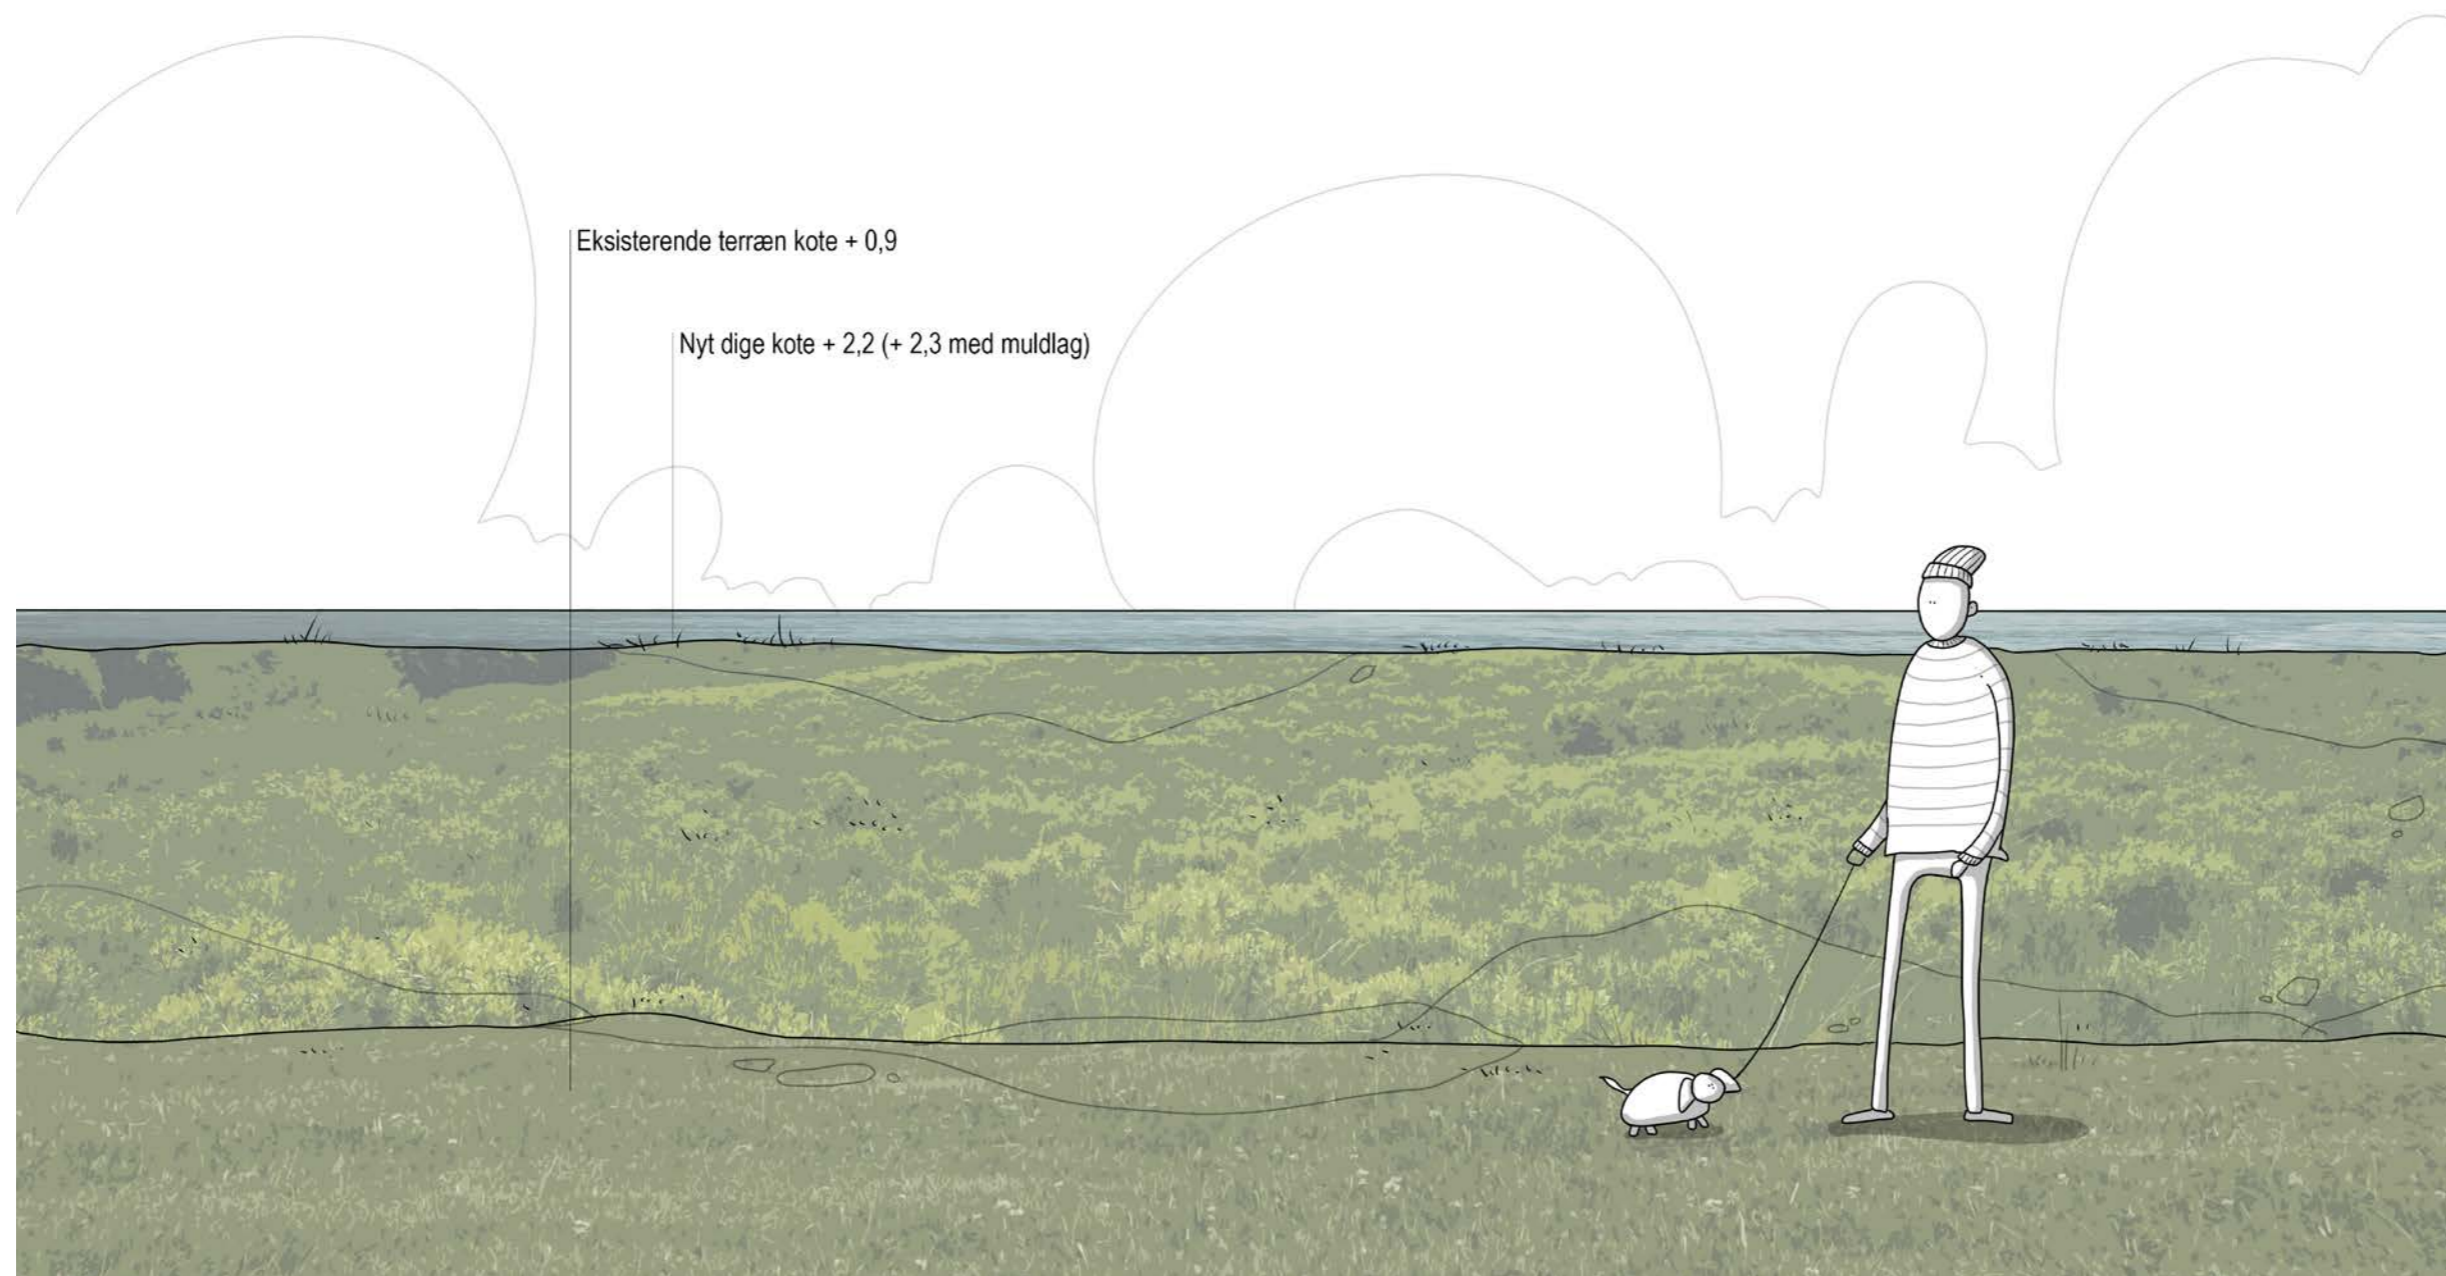 Eksisterende terræn kote + 0,9
Nyt dige kote + 2,2 (+ 2,3 med muldlag)